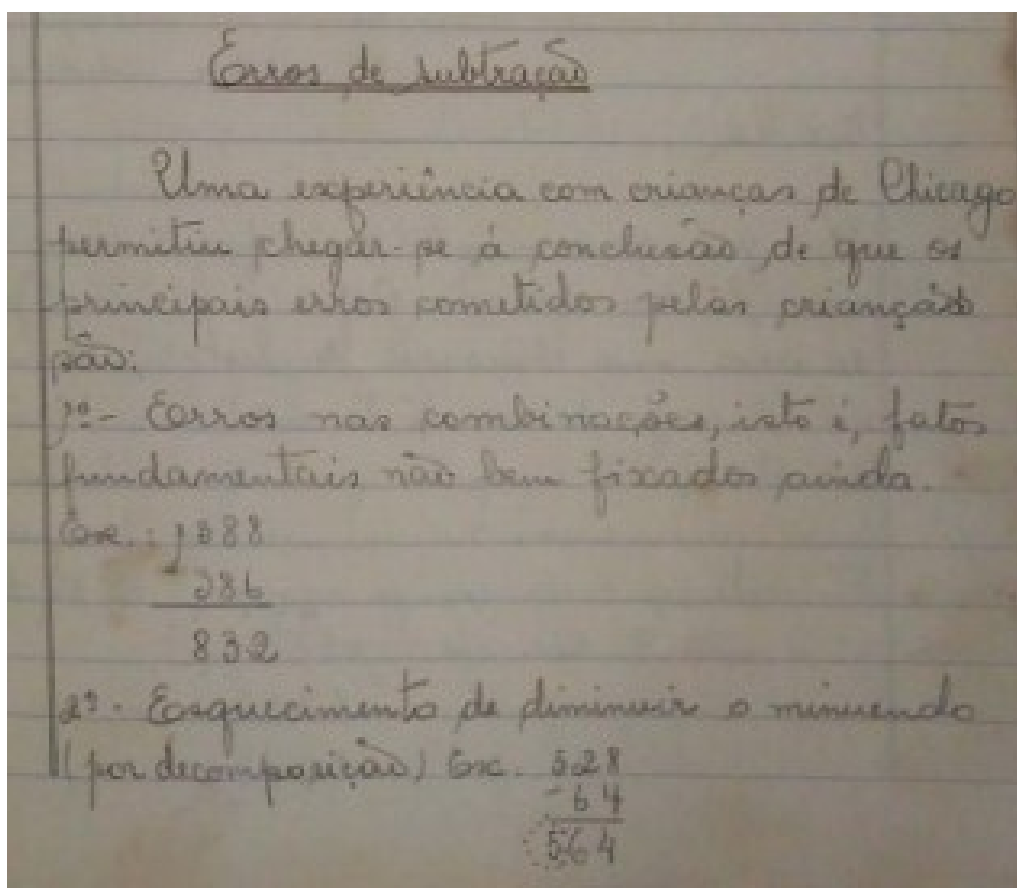 Erros de subtração
Uma experiência com crianças de Chicago
permitiu chegar-se à conclusão de que os
principais erros cometidos pelas crianças
são:
1º - Erros nas combinações, isto é, fatos
fundamentais não bem fixados ainda.
Ex.: 1388
- 286
832
2º - Esquecimento de diminuir o minuendo
(por decomposição) Ex. 528
- 64
564